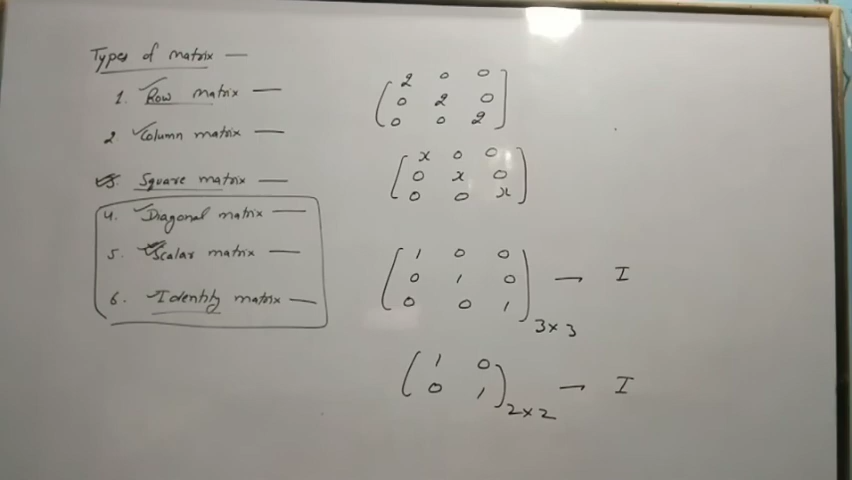 Types of matrix —
1. Row matrix —
2. Column matrix —
3. Square matrix —
4. Diagonal matrix —
5. Scalar matrix —
6. Identity matrix —
2 0 0
0 2 0
0 0 2
x 0 0
0 x 0
0 0 x
1 0 0
0 1 0 → I
0 0 1
3×3
1 0
0 1 → I
2×2